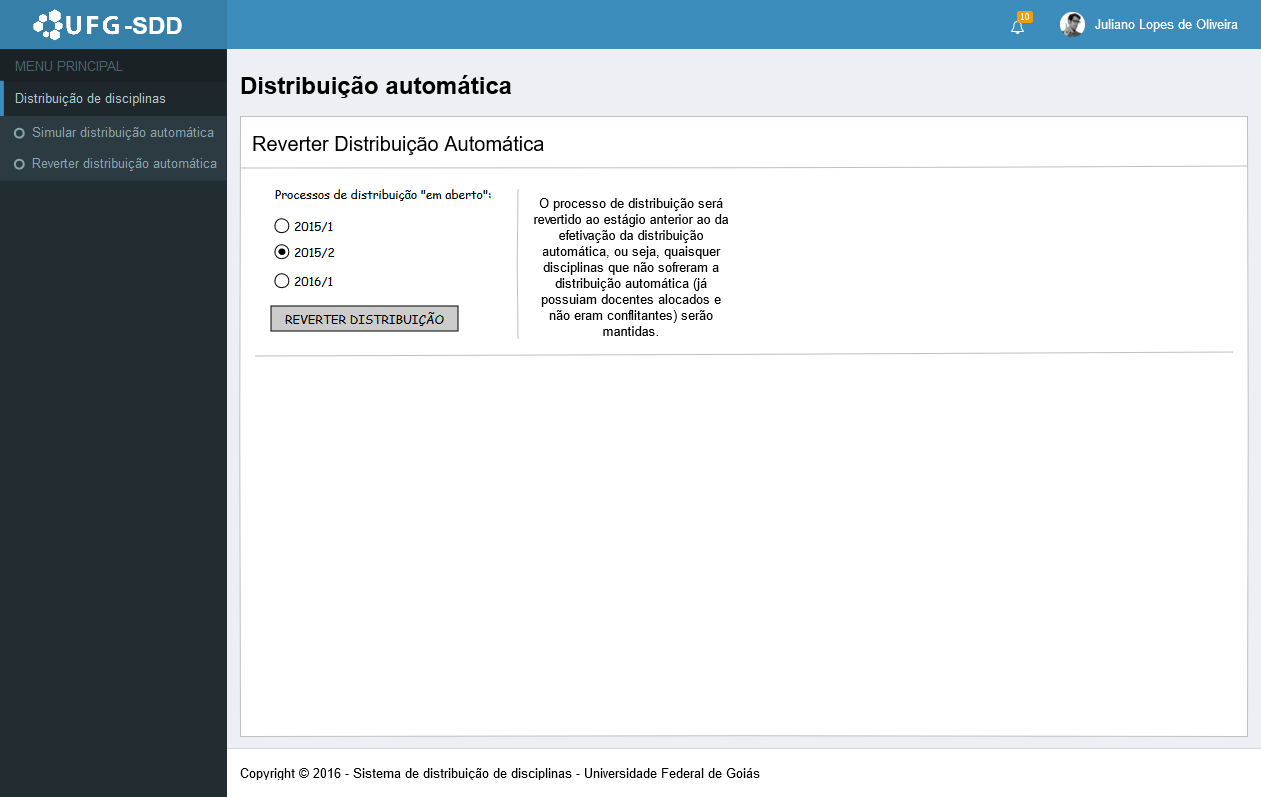 UFG-SDD
10
Juliano Lopes de Oliveira
MENU PRINCIPAL
Distribuição de disciplinas
Simular distribuição automática
Reverter distribuição automática
Distribuição automática
Reverter Distribuição Automática
Processos de distribuição "em aberto":
2015/1
2015/2
2016/1
REVERTER DISTRIBUIÇÃO
O processo de distribuição será
revertido ao estágio anterior ao da
efetivação da distribuição
automática, ou seja, quaisquer
disciplinas que não sofreram a
distribuição automática (já
possuiam docentes alocados e
não eram conflitantes) serão
mantidas.
Copyright © 2016 - Sistema de distribuição de disciplinas - Universidade Federal de Goiás